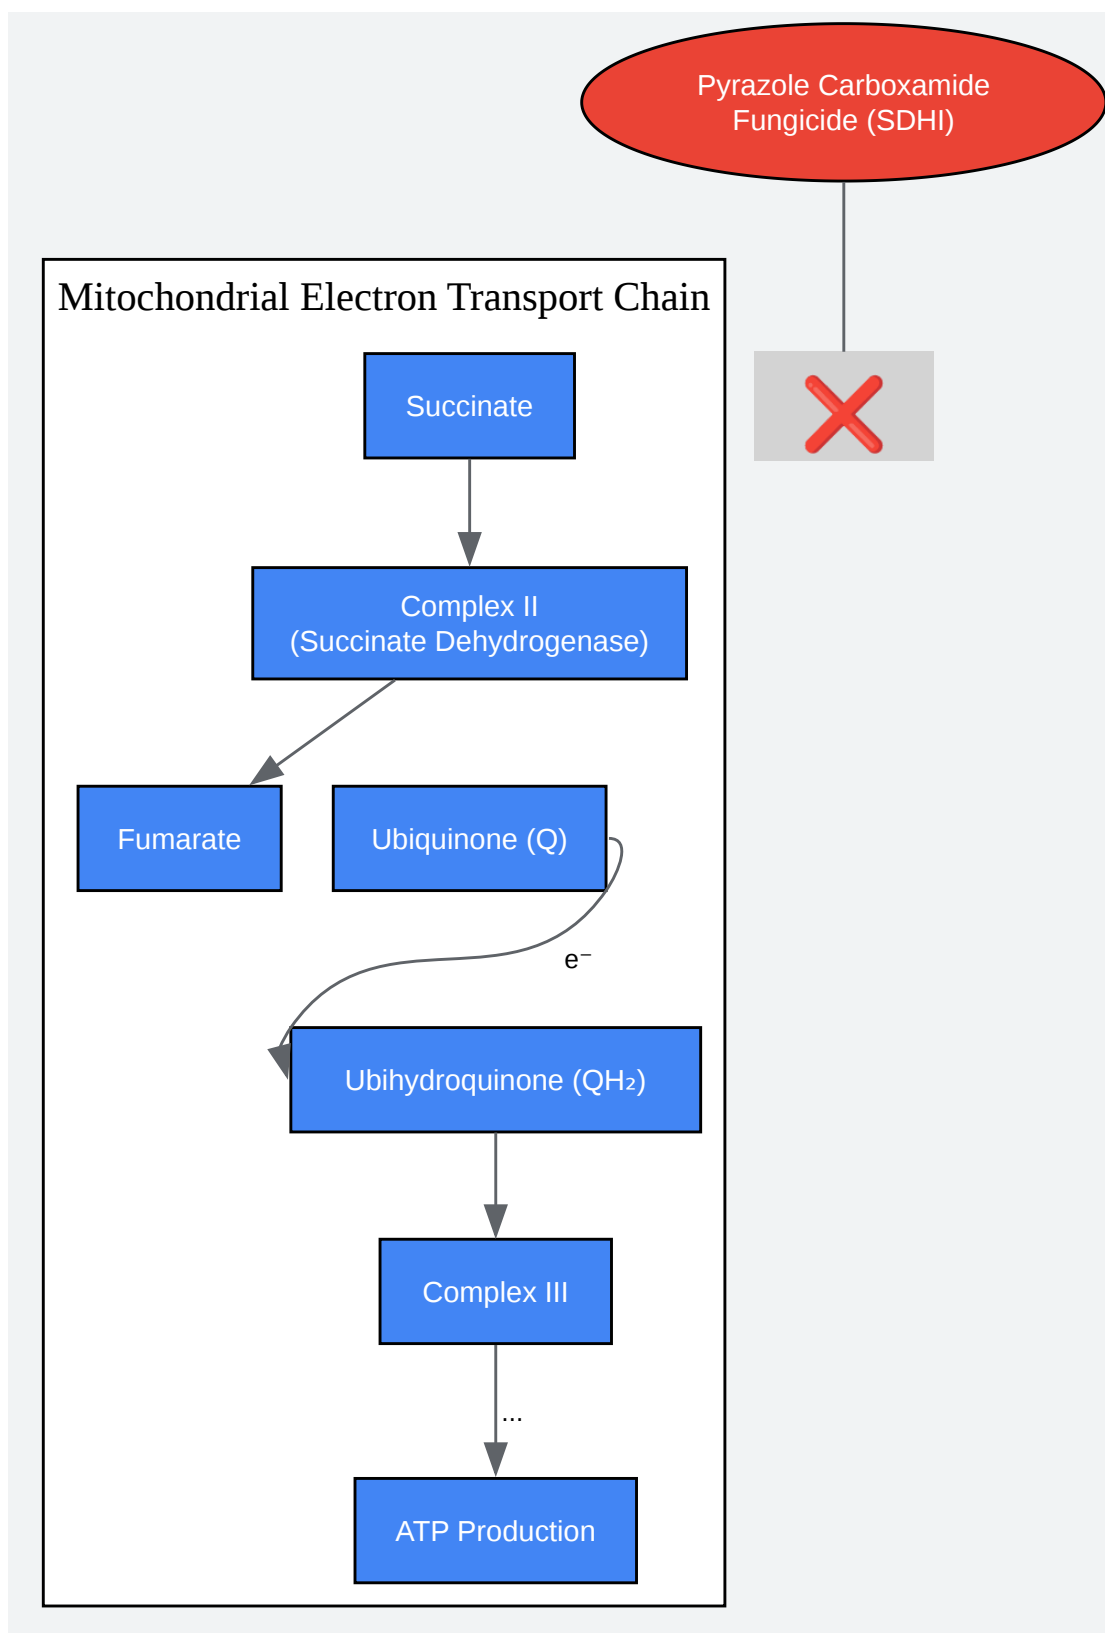 Pyrazole Carboxamide
Fungicide (SDHI)
Mitochondrial Electron Transport Chain
Succinate
Complex II
(Succinate Dehydrogenase)
Fumarate
Ubiquinone (Q)
e⁻
Ubihydroquinone (QH₂)
Complex III
...
ATP Production